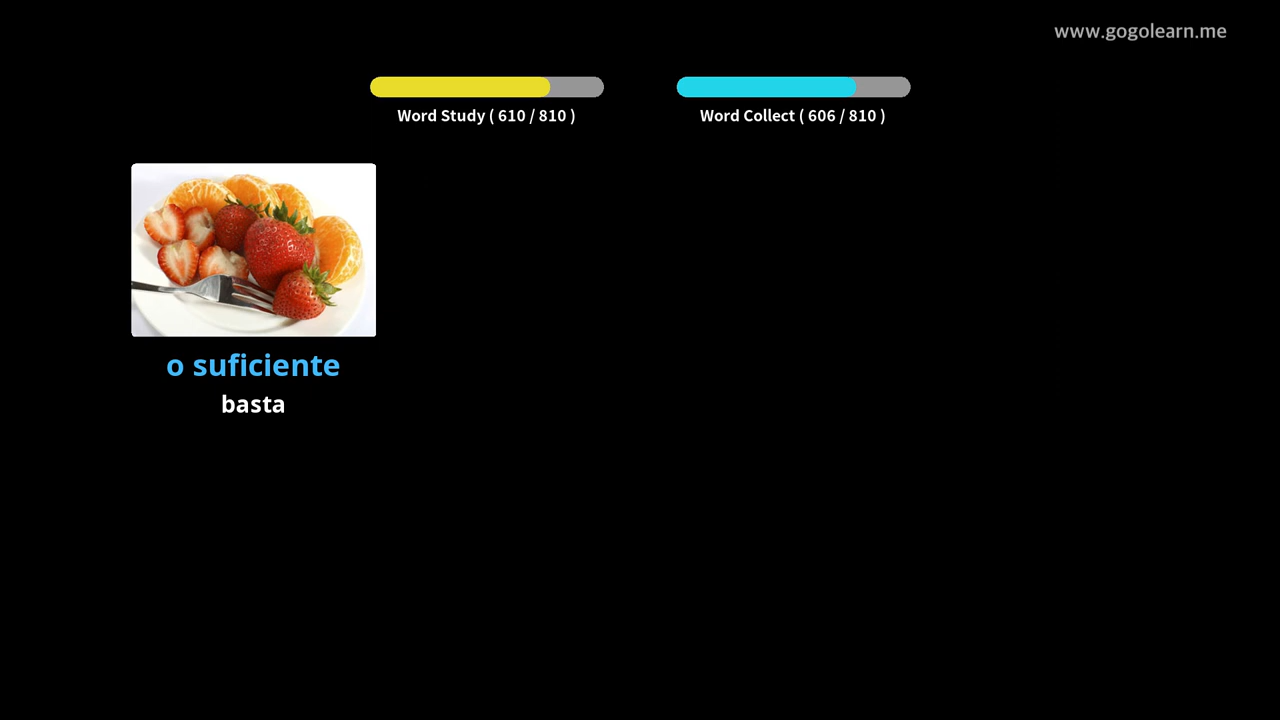 www.gogolearn.me
Word Study ( 610 / 810 )
Word Collect ( 606 / 810 )
o suficiente
basta